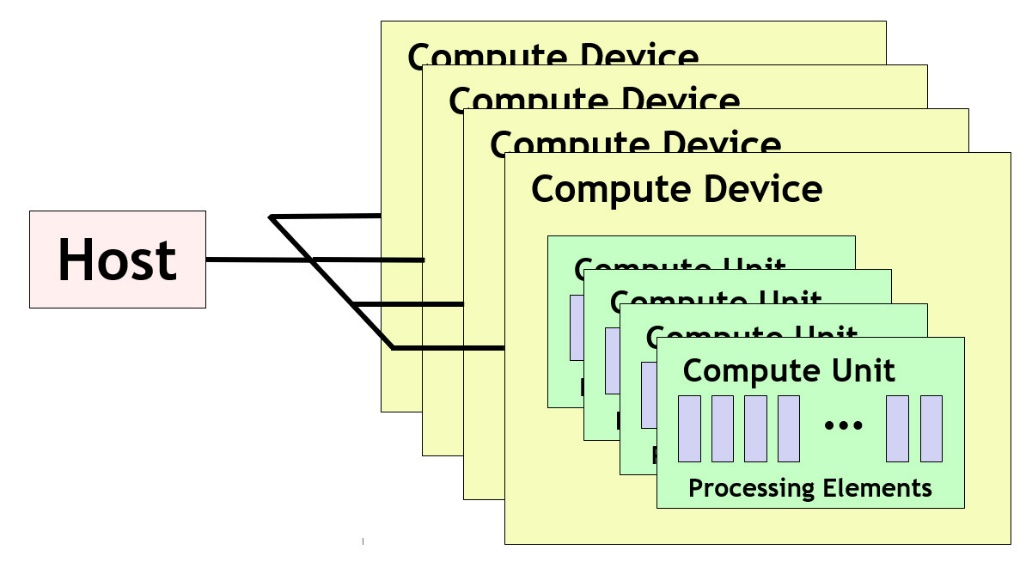 Compute Device
Compute Device
Compute Device
Compute Device
Host
Compute Unit
Compute Unit
Compute Unit
Compute Unit
...
Processing Elements